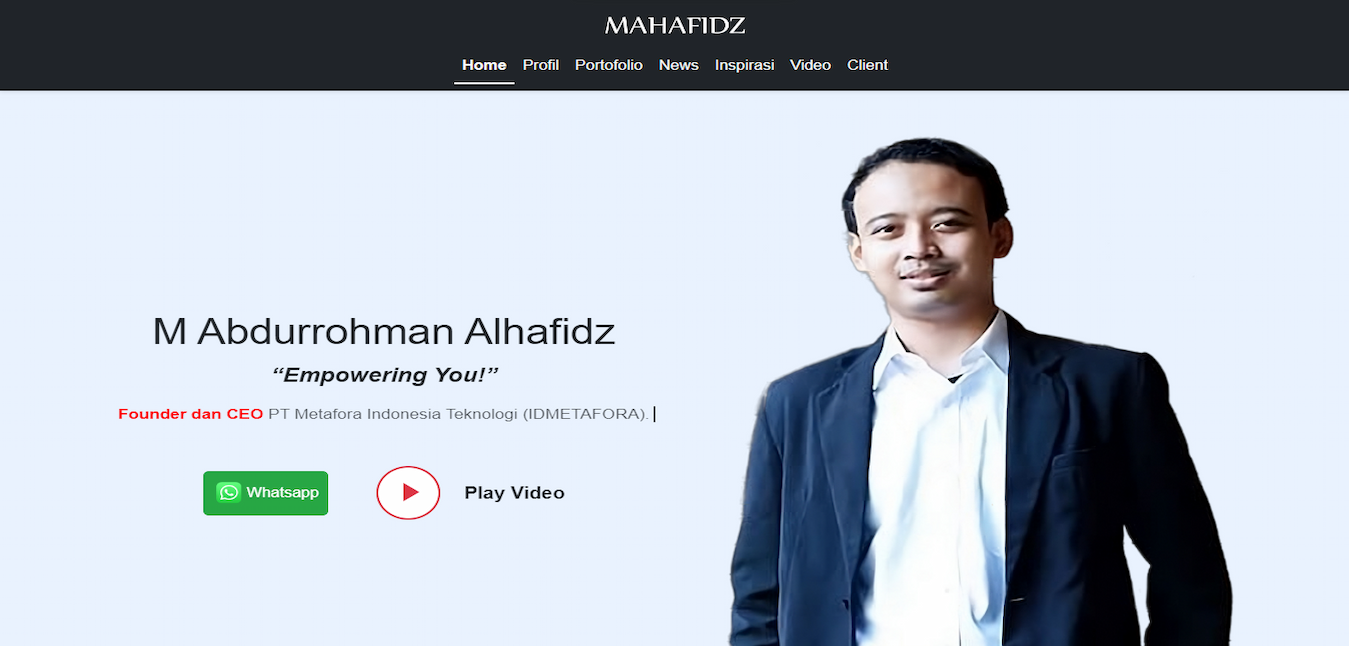 MAHAFIDZ
Home Profil Portofolio News Inspirasi Video Client
M Abdurrohman Alhafidz
“Empowering You!”
Founder dan CEO PT Metafora Indonesia Teknologi (IDMETAFORA).
Whatsapp Play Video